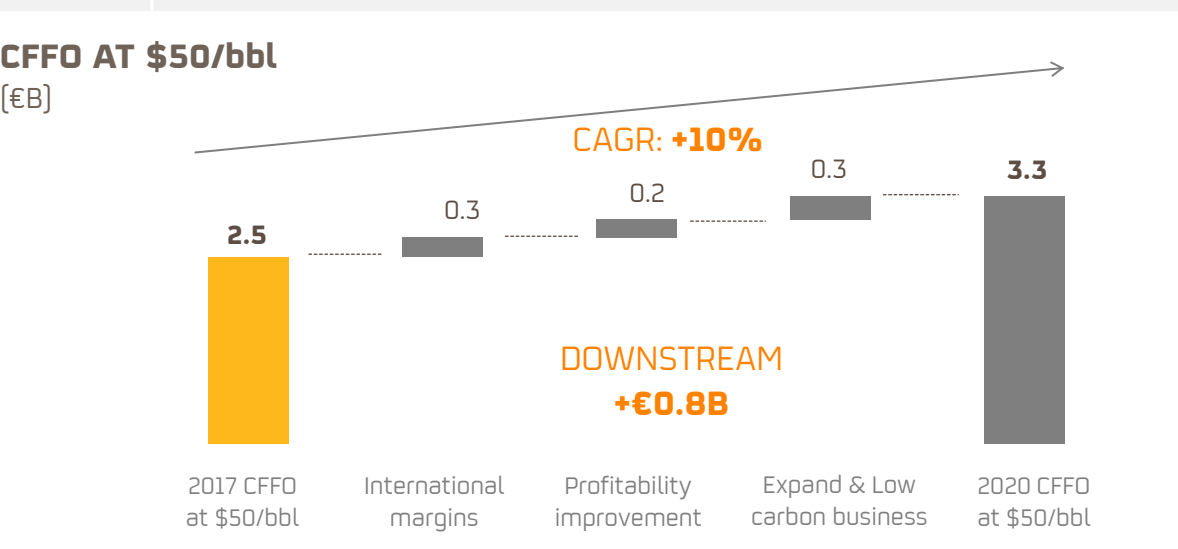 CFFO AT $50/bbl
(€B)
CAGR: +10%
2.5
0.3
0.2
0.3
3.3
DOWNSTREAM
+€0.8B
2017 CFFO
at $50/bbl
International
margins
Profitability
improvement
Expand & Low
carbon business
2020 CFFO
at $50/bbl